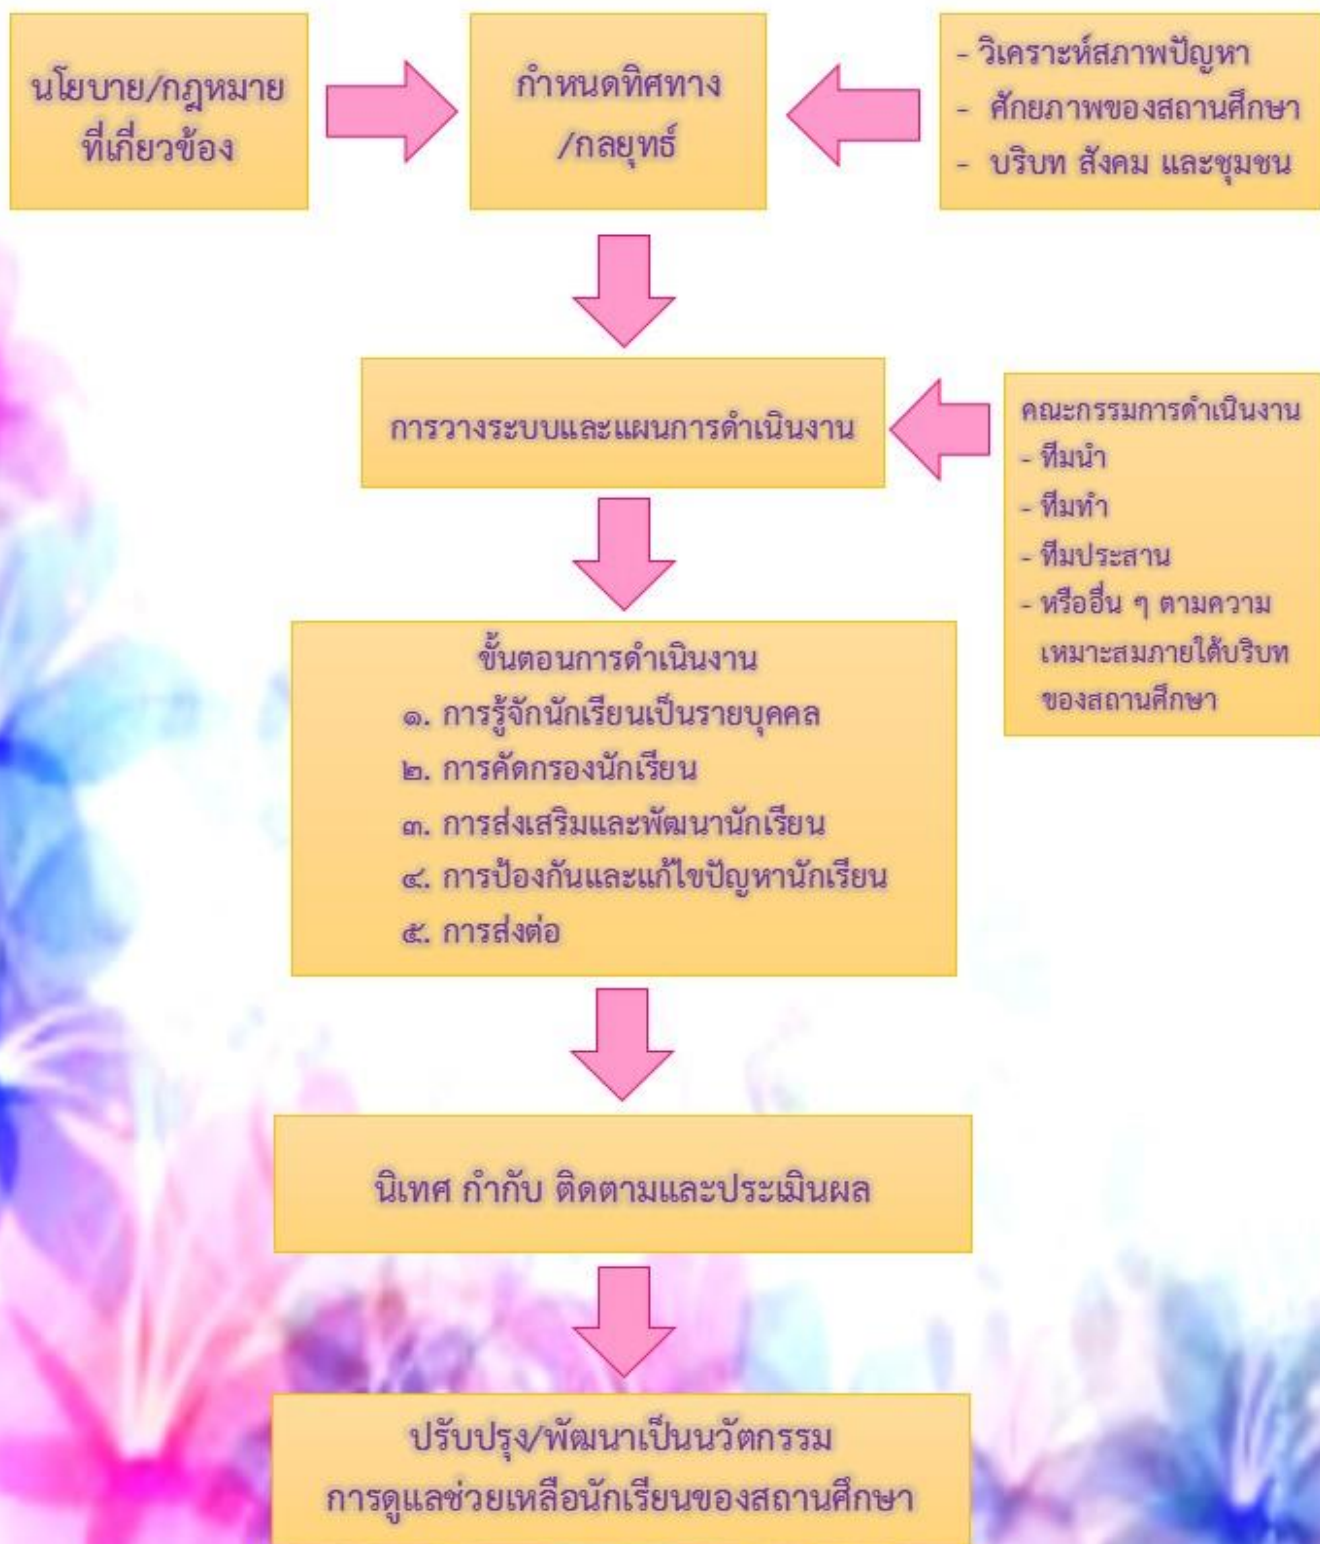 นโยบาย/กฎหมาย
ที่เกี่ยวข้อง
กำหนดทิศทาง
/กลยุทธ์
- วิเคราะห์สภาพปัญหา
- ศักยภาพของสถานศึกษา
- บริบท สังคม และชุมชน
การวางระบบและแผนการดำเนินงาน
คณะกรรมการดำเนินงาน
- ทีมนำ
- ทีมทำ
- ทีมประสาน
- หรืออื่น ๆ ตามความ
เหมาะสมภายใต้บริบท
ของสถานศึกษา
ขั้นตอนการดำเนินงาน
๑. การรู้จักนักเรียนเป็นรายบุคคล
๒. การคัดกรองนักเรียน
๓. การส่งเสริมและพัฒนานักเรียน
๔. การป้องกันและแก้ไขปัญหานักเรียน
๕. การส่งต่อ
นิเทศ กำกับ ติดตามและประเมินผล
ปรับปรุง/พัฒนาเป็นนวัตกรรม
การดูแลช่วยเหลือนักเรียนของสถานศึกษา